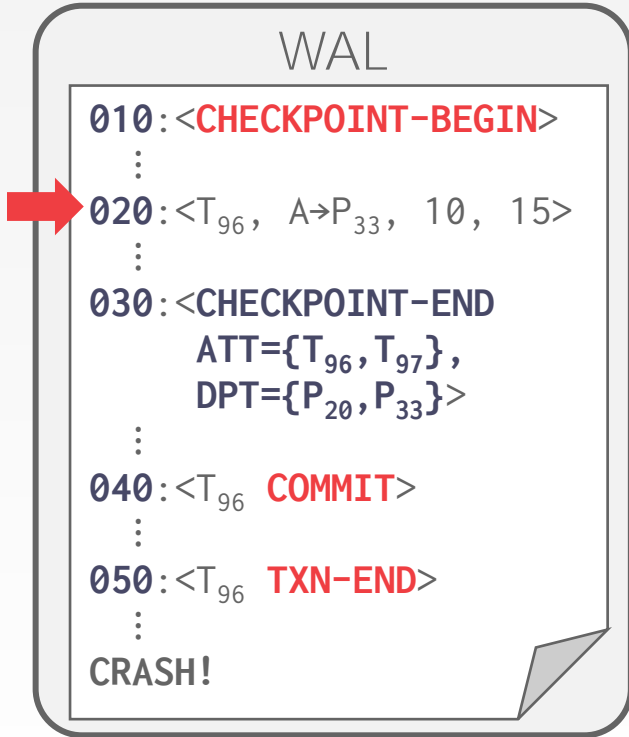 WAL
010:<CHECKPOINT-BEGIN>
⋮
020:<T₉₆, A→P₃₃, 10, 15>
⋮
030:<CHECKPOINT-END
ATT={T₉₆,T₉₇},
DPT={P₂₀,P₃₃}>
⋮
040:<T₉₆ COMMIT>
⋮
050:<T₉₆ TXN-END>
⋮
CRASH!